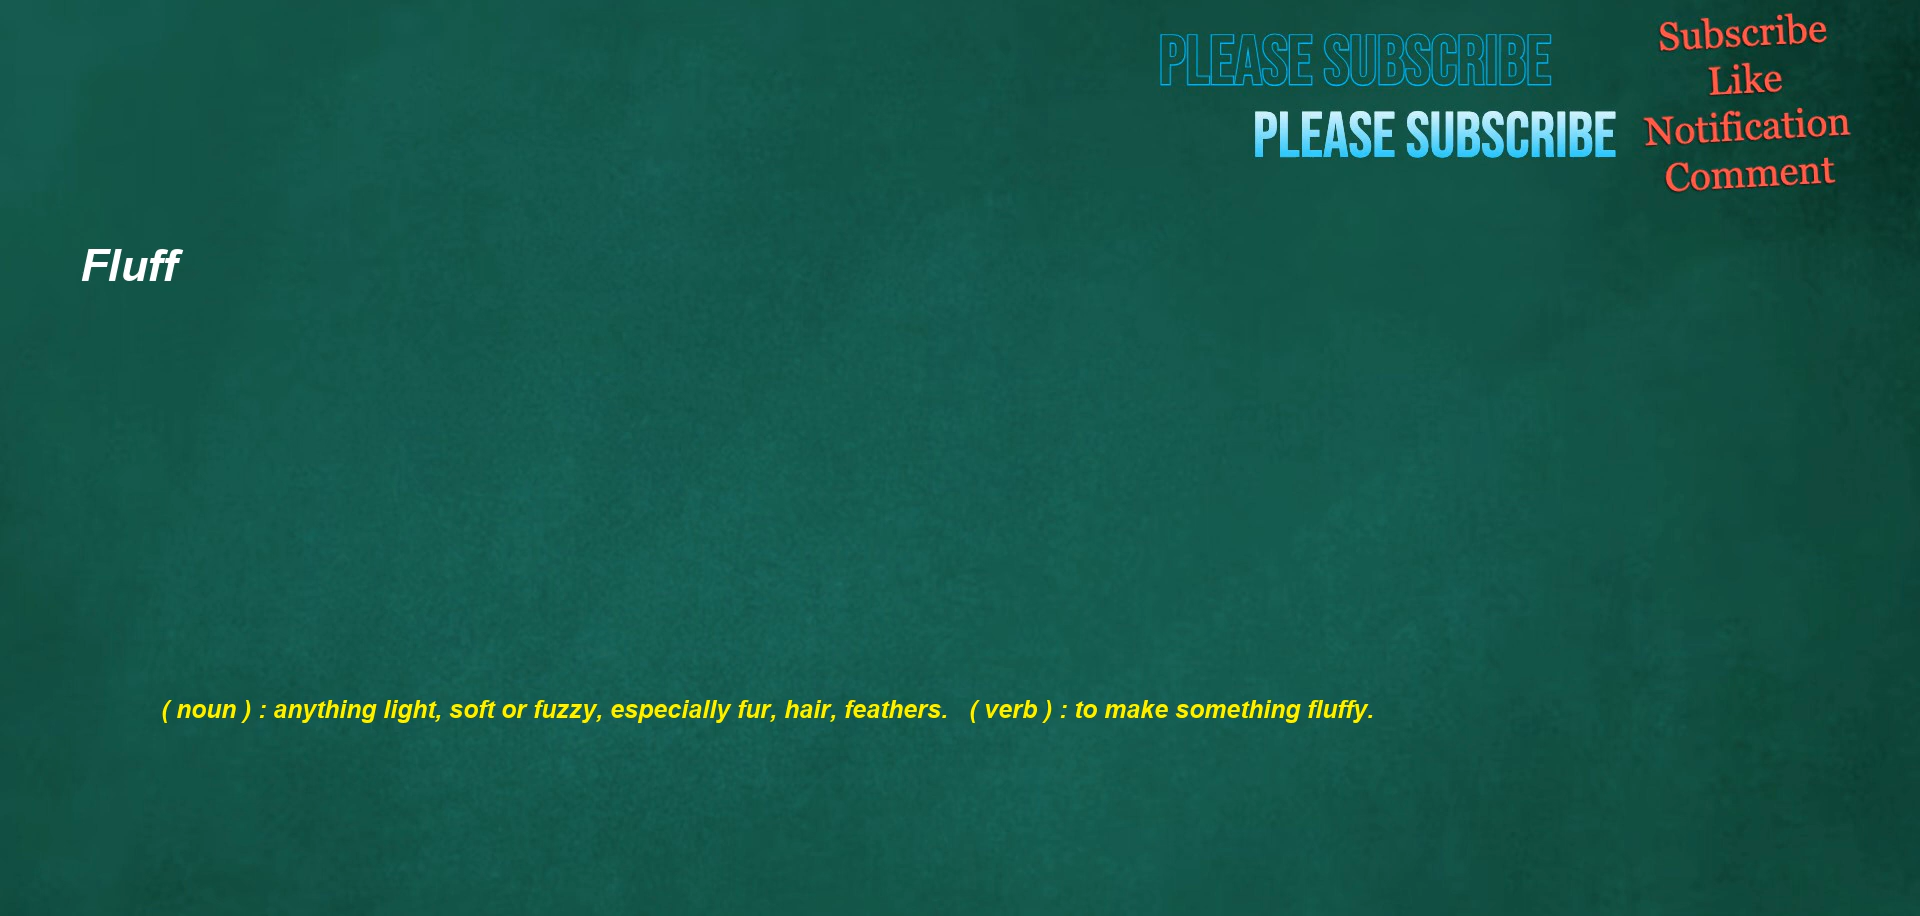 PLEASE SUBSCRIBE
PLEASE SUBSCRIBE
Subscribe
Like
Notification
Comment
Fluff
( noun ) : anything light, soft or fuzzy, especially fur, hair, feathers.   ( verb ) : to make something fluffy.